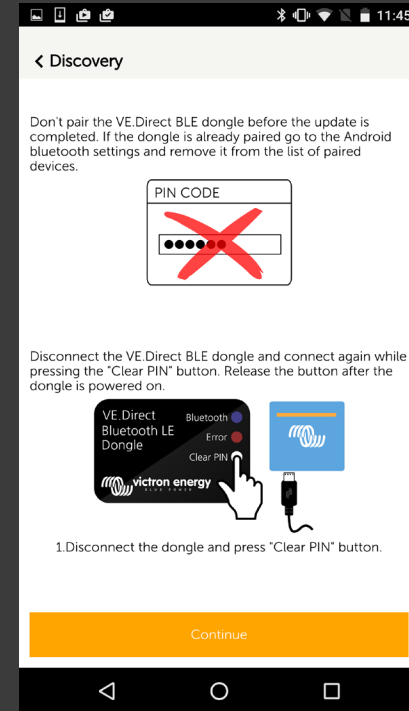 11:45
Discovery
Don't pair the VE.Direct BLE dongle before the update is
completed. If the dongle is already paired go to the Android
bluetooth settings and remove it from the list of paired
devices.
PIN CODE
Disconnect the VE.Direct BLE dongle and connect again while
pressing the "Clear PIN" button. Release the button after the
dongle is powered on.
VE.Direct
Bluetooth LE
Dongle
Bluetooth
Error
Clear PIN
victron energy
BLUE POWER
1.Disconnect the dongle and press "Clear PIN" button.
Continue